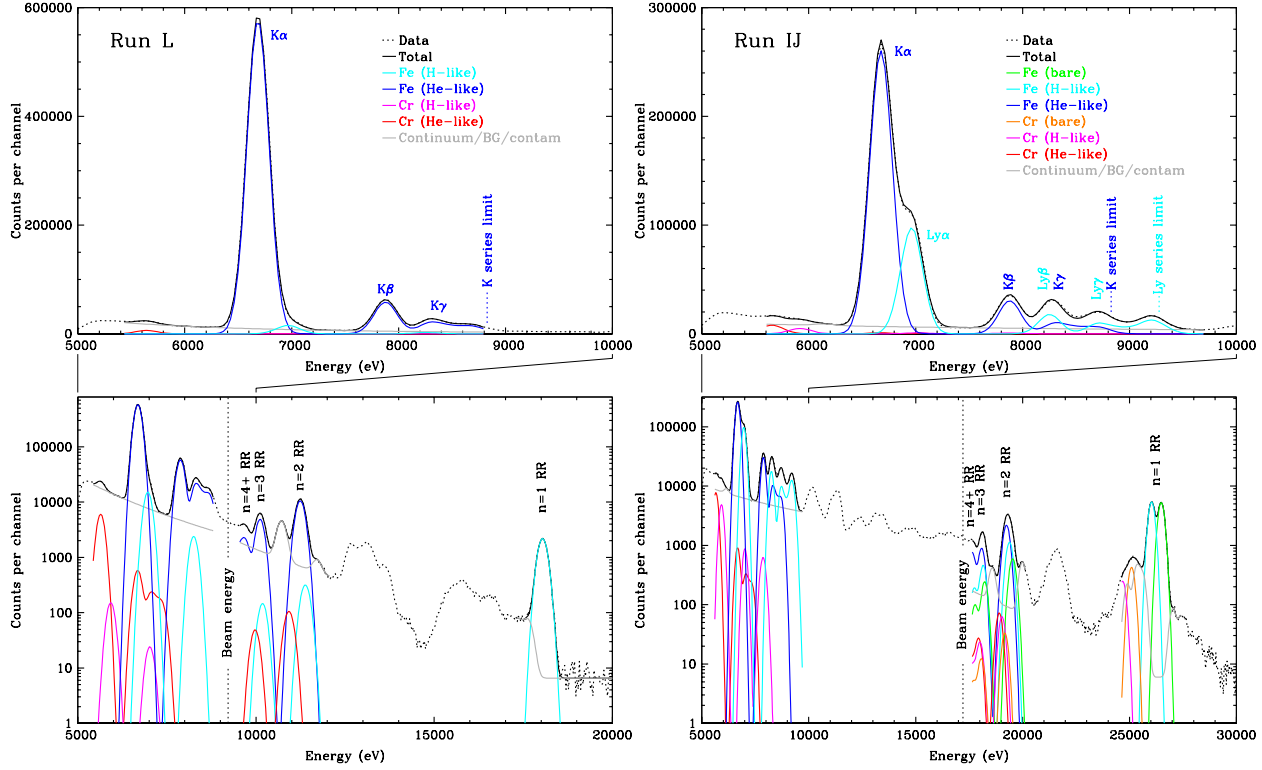 Run L
Kα
Data
Total
Fe (H-like)
Fe (He-like)
Cr (H-like)
Cr (He-like)
Continuum/BG/contam
Kβ
Kγ
K series limit
Counts per channel
600000
400000
200000
0
5000 6000 7000 8000 9000 10000
Energy (eV)
Run IJ
Kα
Lyα
Data
Total
Fe (bare)
Fe (H-like)
Fe (He-like)
Cr (bare)
Cr (H-like)
Cr (He-like)
Continuum/BG/contam
Kβ
Lyβ
Kγ
Lyγ
K series limit
Ly series limit
Counts per channel
300000
200000
100000
0
5000 6000 7000 8000 9000 10000
Energy (eV)
Counts per channel
100000
10000
1000
100
10
1
Beam energy
n=4+ RR
n=3 RR
n=2 RR
n=1 RR
5000 10000 15000 20000
Energy (eV)
Counts per channel
100000
10000
1000
100
10
1
Beam energy
n=4+ RR
n=3 RR
n=2 RR
n=1 RR
5000 10000 15000 20000 25000 30000
Energy (eV)